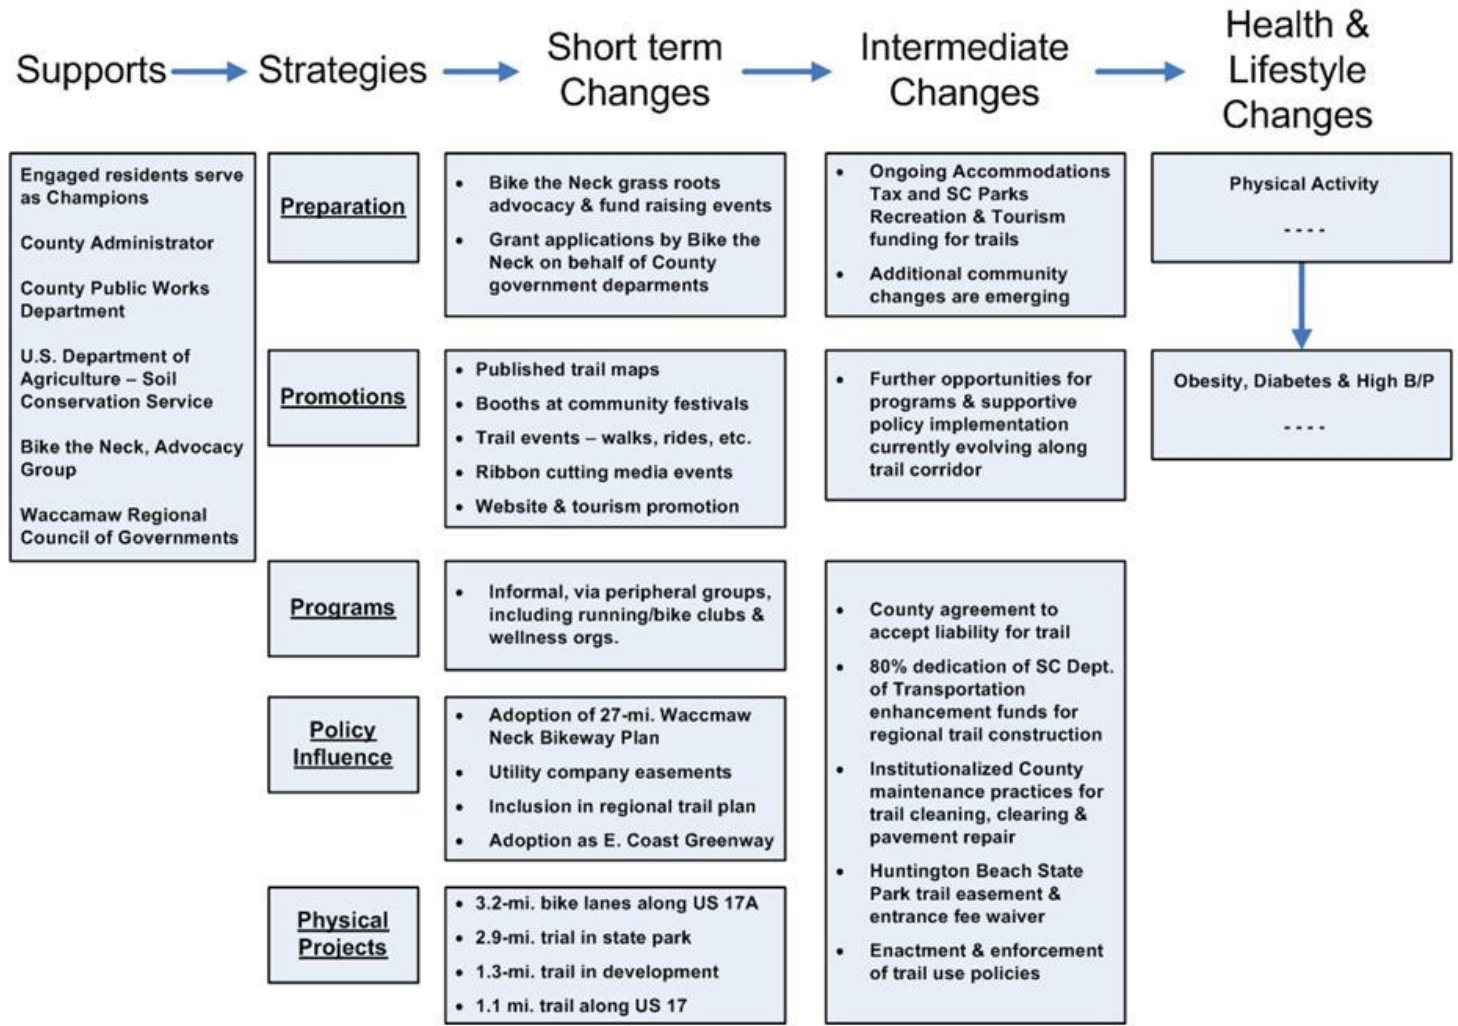 Supports
Strategies
Short term
Changes
Intermediate
Changes
Health &
Lifestyle
Changes
Engaged residents serve
as Champions
County Administrator
County Public Works
Department
U.S. Department of
Agriculture – Soil
Conservation Service
Bike the Neck, Advocacy
Group
Waccamaw Regional
Council of Governments
Preparation
• Bike the Neck grass roots
advocacy & fund raising events
• Grant applications by Bike the
Neck on behalf of County
government deparments
• Ongoing Accommodations
Tax and SC Parks
Recreation & Tourism
funding for trails
• Additional community
changes are emerging
Physical Activity
- - - -
Promotions
• Published trail maps
• Booths at community festivals
• Trail events – walks, rides, etc.
• Ribbon cutting media events
• Website & tourism promotion
• Further opportunities for
programs & supportive
policy implementation
currently evolving along
trail corridor
Obesity, Diabetes & High B/P
- - - -
Programs
• Informal, via peripheral groups,
including running/bike clubs &
wellness orgs.
Policy
Influence
• Adoption of 27-mi. Waccmaw
Neck Bikeway Plan
• Utility company easements
• Inclusion in regional trail plan
• Adoption as E. Coast Greenway
Physical
Projects
• 3.2-mi. bike lanes along US 17A
• 2.9-mi. trial in state park
• 1.3-mi. trail in development
• 1.1 mi. trail along US 17
• County agreement to
accept liability for trail
• 80% dedication of SC Dept.
of Transportation
enhancement funds for
regional trail construction
• Institutionalized County
maintenance practices for
trail cleaning, clearing &
pavement repair
• Huntington Beach State
Park trail easement &
entrance fee waiver
• Enactment & enforcement
of trail use policies